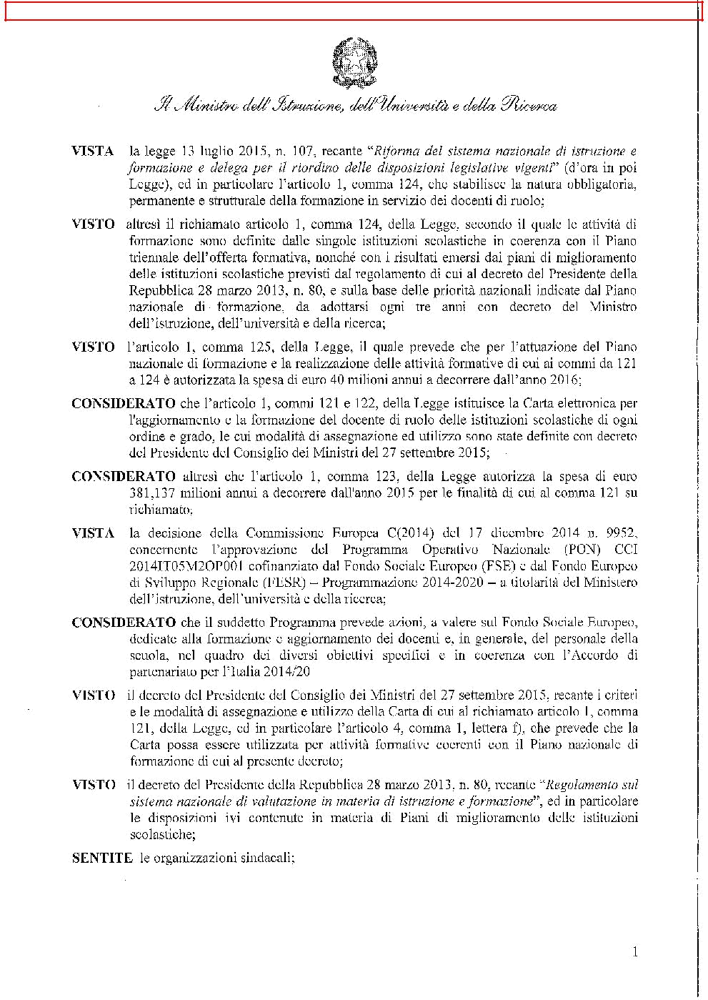 Il Ministro dell'Istruzione, dell'Università e della Ricerca
VISTA la legge 13 luglio 2015, n. 107, recante “Riforma del sistema nazionale di istruzione e
formazione e delega per il riordino delle disposizioni legislative vigenti” (d’ora in poi
Legge), ed in particolare l’articolo 1, comma 124, che stabilisce la natura obbligatoria,
permanente e strutturale della formazione in servizio dei docenti di ruolo;
VISTO altresì il richiamato articolo 1, comma 124, della Legge, secondo il quale le attività di
formazione sono definite dalle singole istituzioni scolastiche in coerenza con il Piano
triennale dell’offerta formativa, nonché con i risultati emersi dai piani di miglioramento
delle istituzioni scolastiche previsti dal regolamento di cui al decreto del Presidente della
Repubblica 28 marzo 2013, n. 80, e sulla base delle priorità nazionali indicate dal Piano
nazionale di formazione, da adottarsi ogni tre anni con decreto del Ministro
dell’istruzione, dell’università e della ricerca;
VISTO l’articolo 1, comma 125, della Legge, il quale prevede che per l’attuazione del Piano
nazionale di formazione e la realizzazione delle attività formative di cui ai commi da 121
a 124 è autorizzata la spesa di euro 40 milioni annui a decorrere dall’anno 2016;
CONSIDERATO che l’articolo 1, commi 121 e 122, della Legge istituisce la Carta elettronica per
l'aggiornamento e la formazione del docente di ruolo delle istituzioni scolastiche di ogni
ordine e grado, le cui modalità di assegnazione ed utilizzo sono state definite con decreto
del Presidente del Consiglio dei Ministri del 27 settembre 2015;
CONSIDERATO altresì che l’articolo 1, comma 123, della Legge autorizza la spesa di euro
381,137 milioni annui a decorrere dall'anno 2015 per le finalità di cui al comma 121 su
richiamato;
VISTA la decisione della Commissione Europea C(2014) del 17 dicembre 2014 n. 9952,
concernente l’approvazione del Programma Operativo Nazionale (PON) CCI
2014IT05M2OP001 cofinanziato dal Fondo Sociale Europeo (FSE) e dal Fondo Europeo
di Sviluppo Regionale (FESR) – Programmazione 2014-2020 – a titolarità del Ministero
dell’istruzione, dell’università e della ricerca;
CONSIDERATO che il suddetto Programma prevede azioni, a valere sul Fondo Sociale Europeo,
dedicate alla formazione e aggiornamento dei docenti e, in generale, del personale della
scuola, nel quadro dei diversi obiettivi specifici e in coerenza con l’Accordo di
partenariato per l’Italia 2014/20
VISTO il decreto del Presidente del Consiglio dei Ministri del 27 settembre 2015, recante i criteri
e le modalità di assegnazione e utilizzo della Carta di cui al richiamato articolo 1, comma
121, della Legge, ed in particolare l’articolo 4, comma 1, lettera f), che prevede che la
Carta possa essere utilizzata per attività formative coerenti con il Piano nazionale di
formazione di cui al presente decreto;
VISTO il decreto del Presidente della Repubblica 28 marzo 2013, n. 80, recante “Regolamento sul
sistema nazionale di valutazione in materia di istruzione e formazione”, ed in particolare
le disposizioni ivi contenute in materia di Piani di miglioramento delle istituzioni
scolastiche;
SENTITE le organizzazioni sindacali;
1